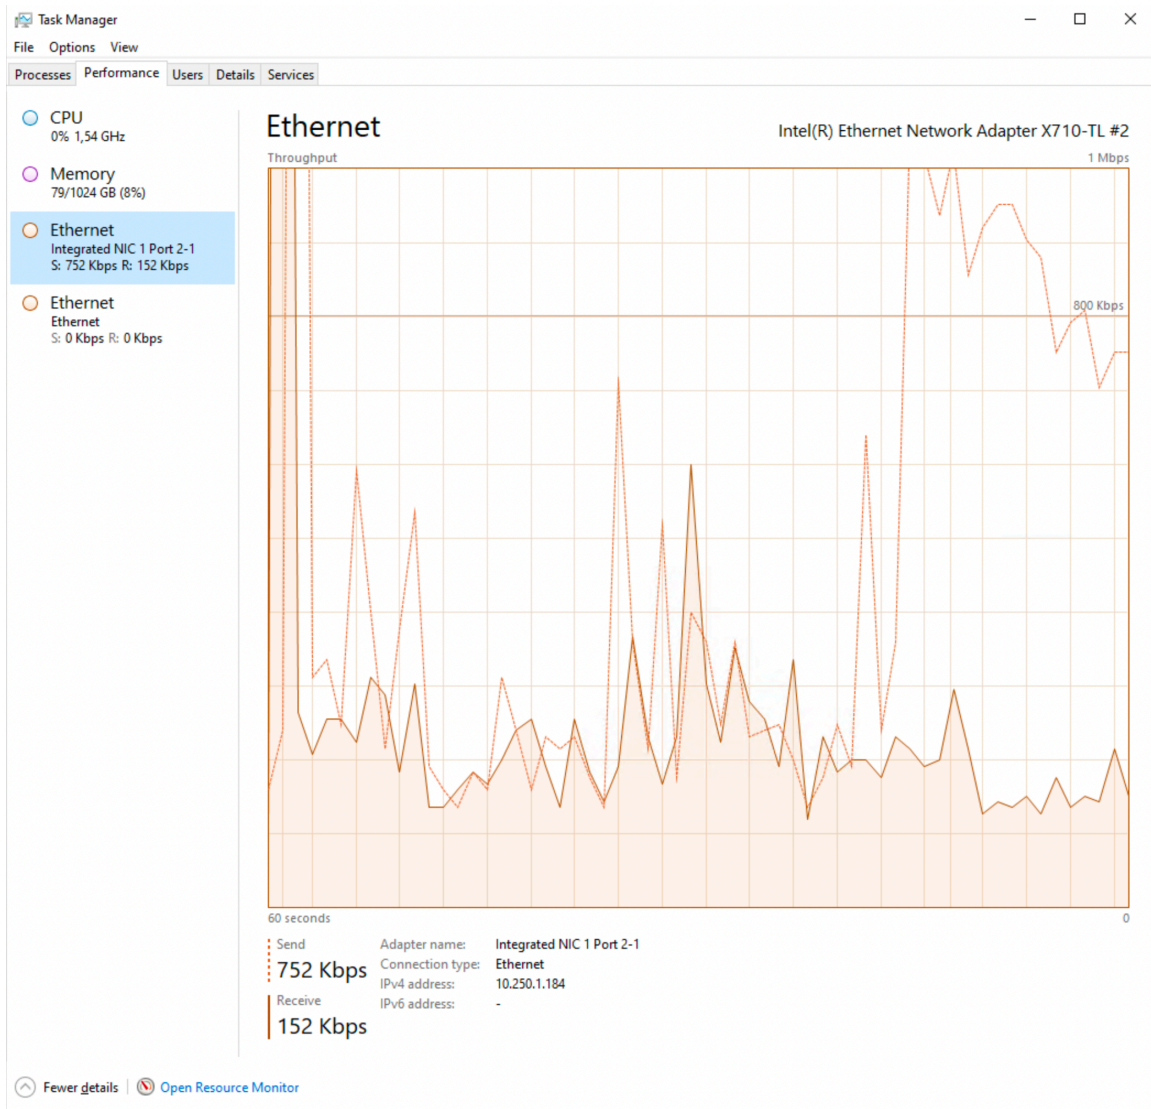 Task Manager
File Options View
Processes Performance Users Details Services
CPU
0% 1,54 GHz
Memory
79/1024 GB (8%)
Ethernet
Integrated NIC 1 Port 2-1
S: 752 Kbps R: 152 Kbps
Ethernet
Ethernet
S: 0 Kbps R: 0 Kbps
Ethernet
Intel(R) Ethernet Network Adapter X710-TL #2
Throughput
1 Mbps
800 Kbps
60 seconds
0
Send
752 Kbps
Receive
152 Kbps
Adapter name: Integrated NIC 1 Port 2-1
Connection type: Ethernet
IPv4 address: 10.250.1.184
IPv6 address: -
Fewer details
Open Resource Monitor